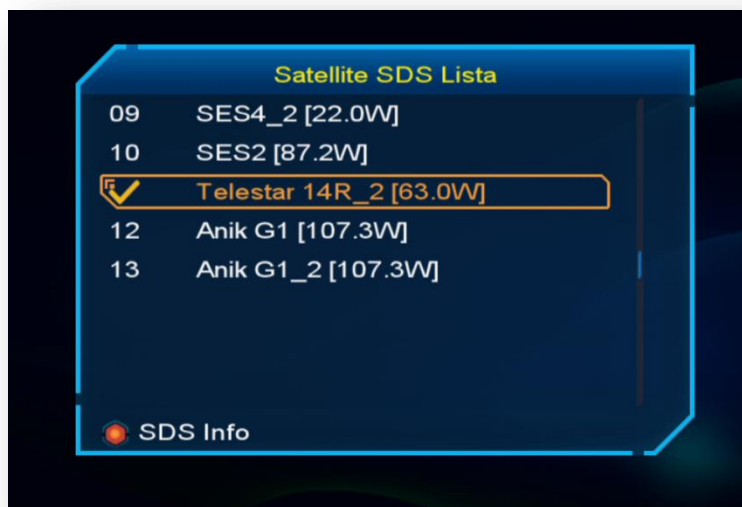 Satellite SDS Lista
09 SES4_2 [22.0W]
10 SES2 [87.2W]
Telestar 14R_2 [63.0W]
12 Anik G1 [107.3W]
13 Anik G1_2 [107.3W]
SDS Info